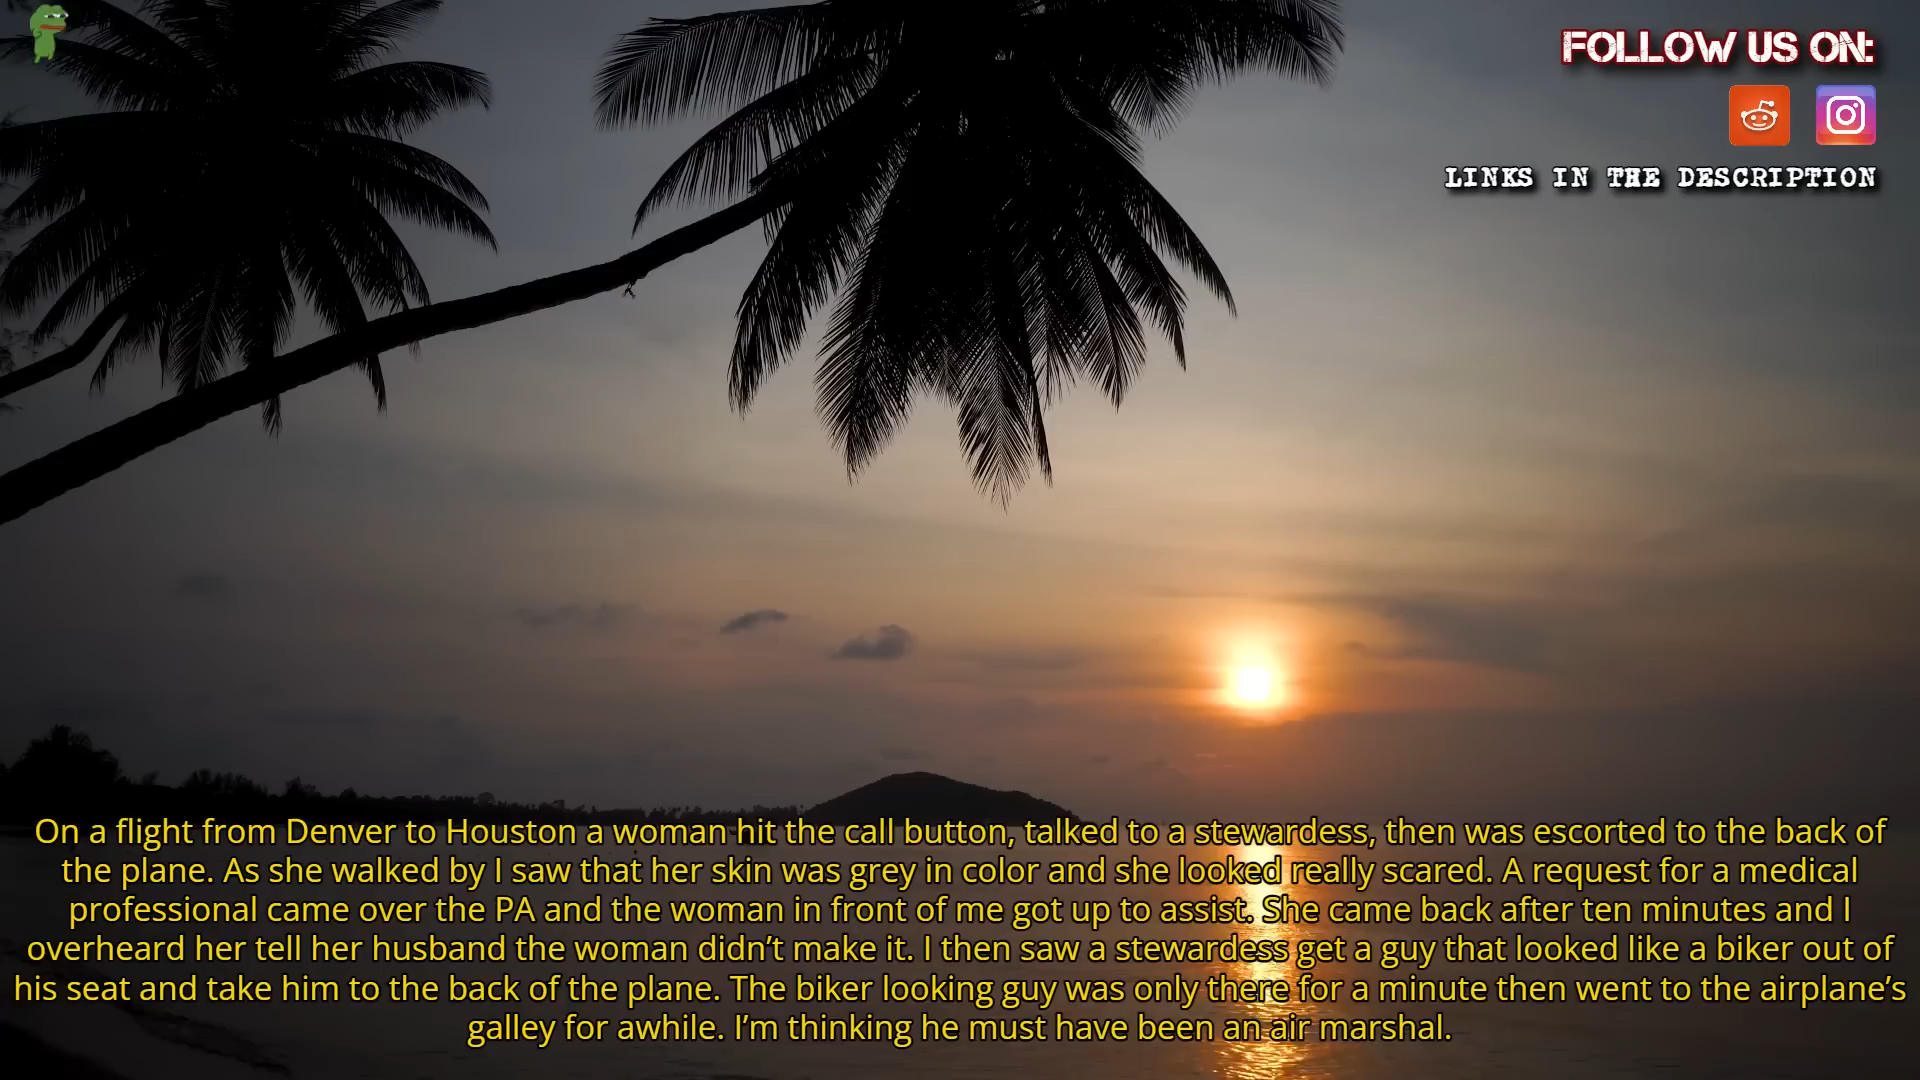 FOLLOW US ON:
LINKS IN THE DESCRIPTION
On a flight from Denver to Houston a woman hit the call button, talked to a stewardess, then was escorted to the back of
the plane. As she walked by I saw that her skin was grey in color and she looked really scared. A request for a medical
professional came over the PA and the woman in front of me got up to assist. She came back after ten minutes and I
overheard her tell her husband the woman didn’t make it. I then saw a stewardess get a guy that looked like a biker out of
his seat and take him to the back of the plane. The biker looking guy was only there for a minute then went to the airplane’s
galley for awhile. I’m thinking he must have been an air marshal.